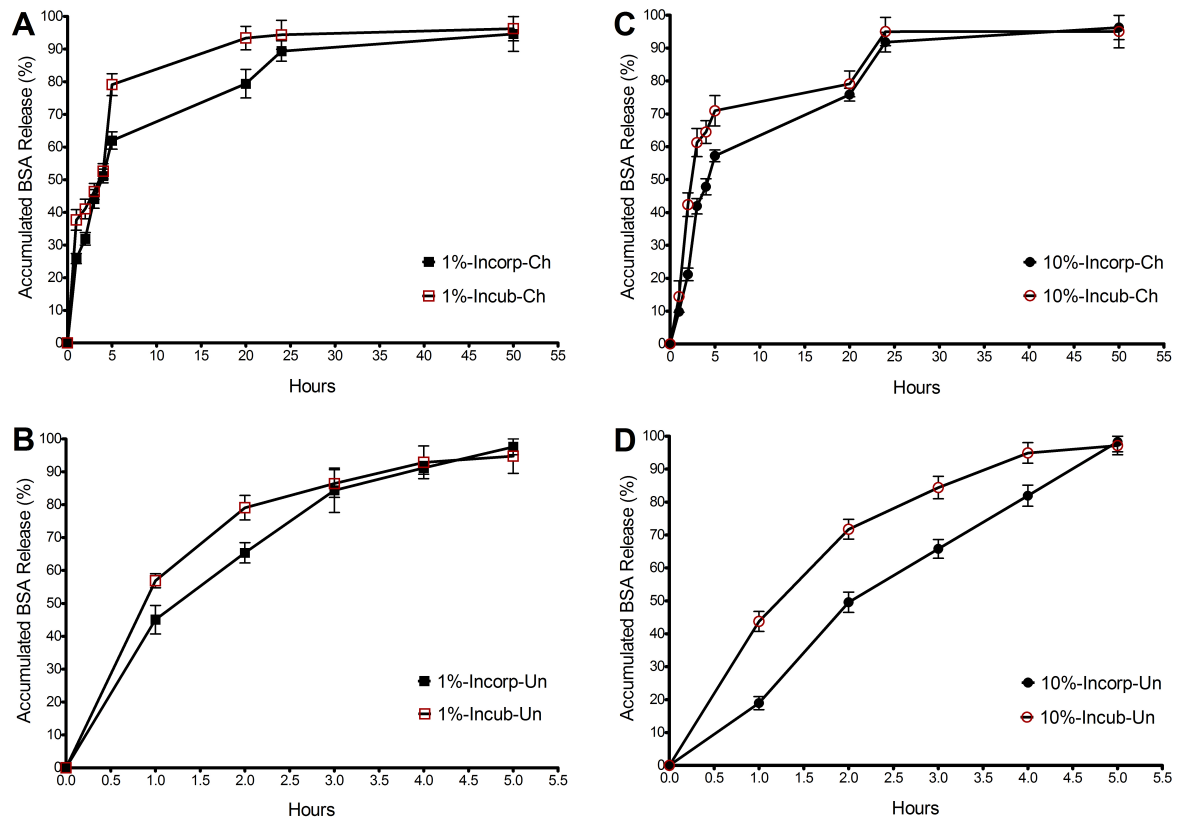 A
Accumulated BSA Release (%)
100
90
80
70
60
50
40
30
20
10
0
1%-Incorp-Ch
1%-Incub-Ch
0 5 10 15 20 25 30 35 40 45 50 55
Hours
C
Accumulated BSA Release (%)
100
90
80
70
60
50
40
30
20
10
0
10%-Incorp-Ch
10%-Incub-Ch
0 5 10 15 20 25 30 35 40 45 50 55
Hours
B
Accumulated BSA Release (%)
100
90
80
70
60
50
40
30
20
10
0
1%-Incorp-Un
1%-Incub-Un
0.0 0.5 1.0 1.5 2.0 2.5 3.0 3.5 4.0 4.5 5.0 5.5
Hours
D
Accumulated BSA Release (%)
100
90
80
70
60
50
40
30
20
10
0
10%-Incorp-Un
10%-Incub-Un
0.0 0.5 1.0 1.5 2.0 2.5 3.0 3.5 4.0 4.5 5.0 5.5
Hours